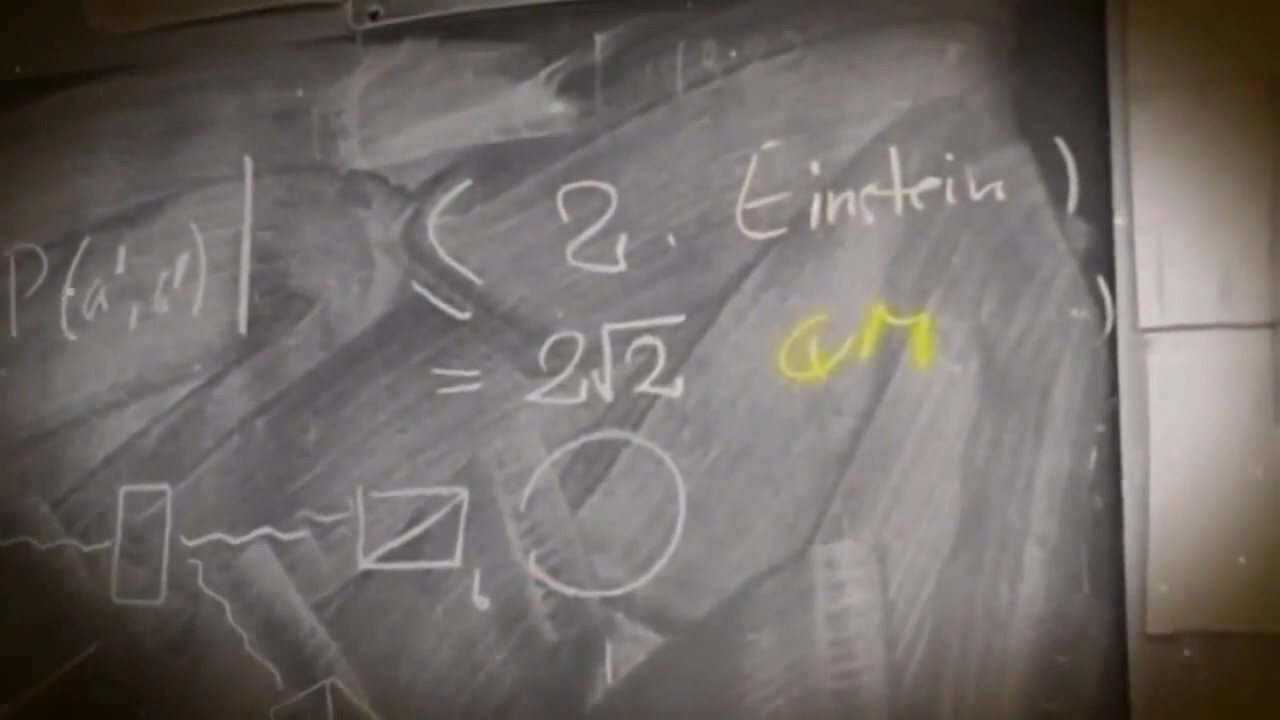 P(a', b')| ( 2. Einstein )
= 2√2 QM )
b